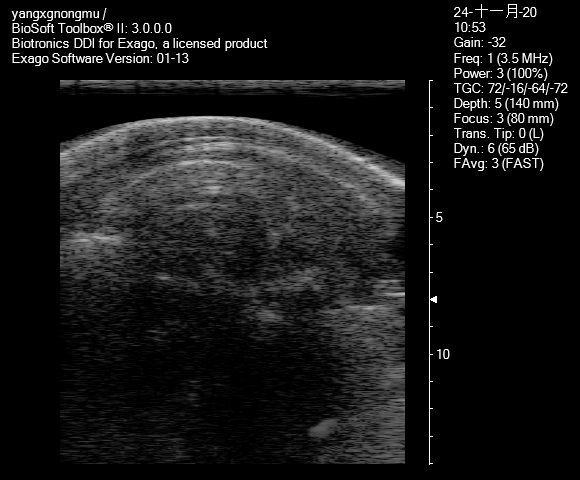 yangxgnongmu /
BioSoft Toolbox® II: 3.0.0.0
Biotronics DDI for Exago, a licensed product
Exago Software Version: 01-13
24-十一月-20
10:53
Gain: -32
Freq: 1 (3.5 MHz)
Power: 3 (100%)
TGC: 72/-16/-64/-72
Depth: 5 (140 mm)
Focus: 3 (80 mm)
Trans. Tip: 0 (L)
Dyn.: 6 (65 dB)
FAvg: 3 (FAST)
5
10